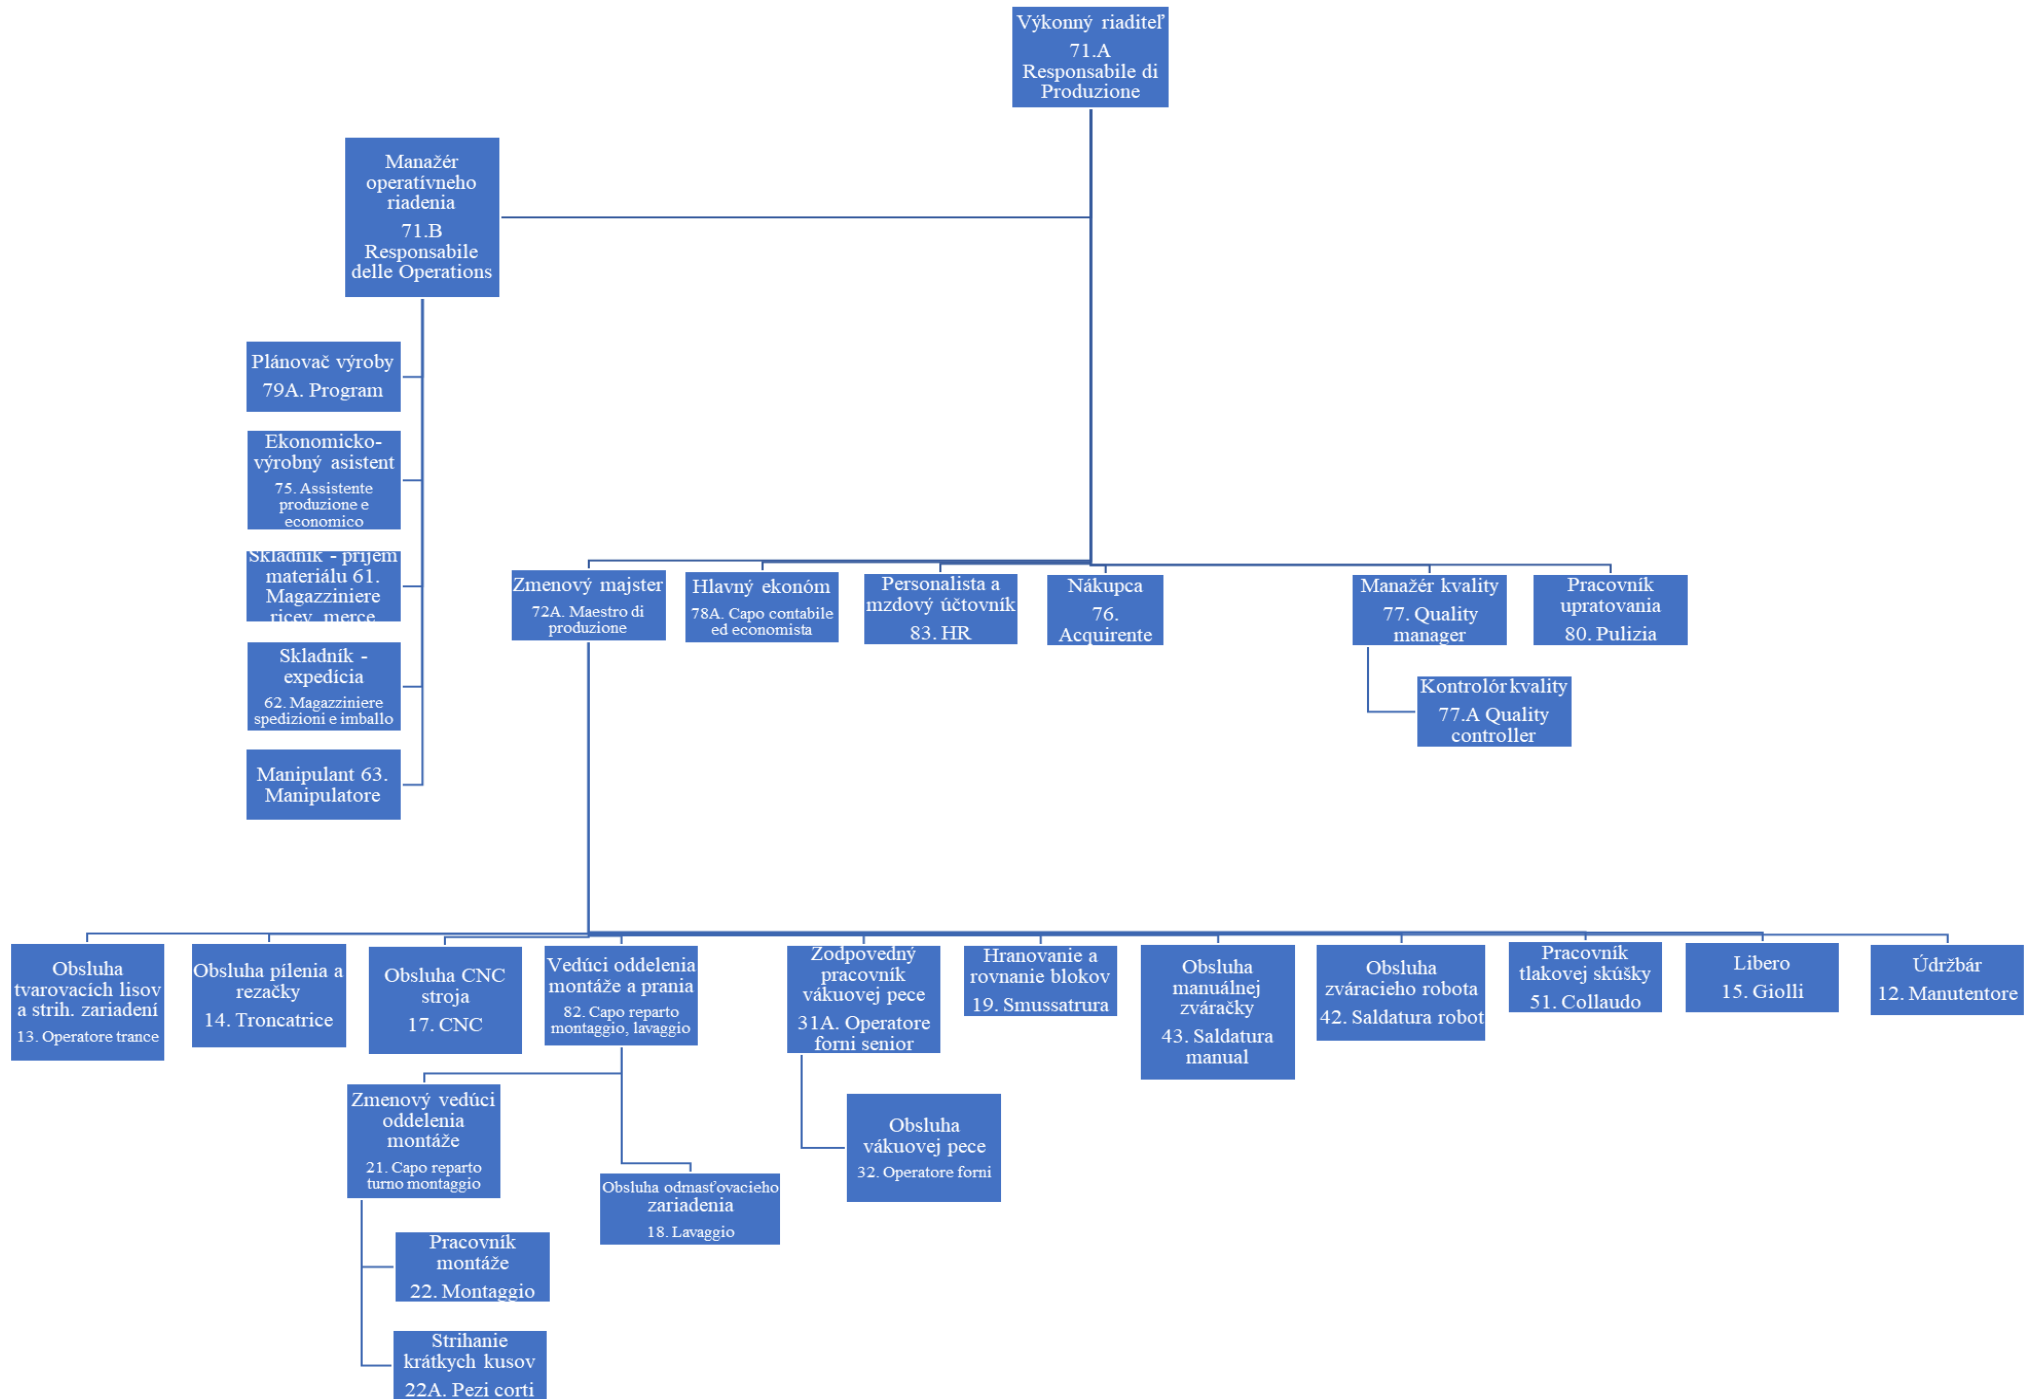 Výkonný riaditeľ
71.A
Responsabile di
Produzione
Manažér
operatívneho
riadenia
71.B
Responsabile
delle Operations
Plánovač výroby
79A. Program
Ekonomicko-
výrobný asistent
75. Assistente
produzione e
economico
Skladník - príjem
materiálu 61.
Magazziniere
ricev. merce
Skladník -
expedícia
62. Magazziniere
spedizioni e imballo
Manipulant 63.
Manipulatore
Zmenový majster
72A. Maestro di
produzione
Hlavný ekonóm
78A. Capo contabile
ed economista
Personalista a
mzdový účtovník
83. HR
Nákupca
76.
Acquirente
Manažér kvality
77. Quality
manager
Pracovník
upratovania
80. Pulizia
Kontrolór kvality
77.A Quality
controller
Obsluha
tvarovacích lisov
a strih. zariadení
13. Operatore trance
Obsluha pílenia a
rezačky
14. Troncatrice
Obsluha CNC
stroja
17. CNC
Vedúci oddelenia
montáže a prania
82. Capo reparto
montaggio, lavaggio
Zodpovedný
pracovník
vákuovej pece
31A. Operatore
forni senior
Hranovanie a
rovnanie blokov
19. Smussatrura
Obsluha
manuálnej
zváračky
43. Saldatura
manual
Obsluha
zváracieho robota
42. Saldatura robot
Pracovník
tlakovej skúšky
51. Collaudo
Libero
15. Giolli
Údržbár
12. Manutentore
Zmenový vedúci
oddelenia
montáže
21. Capo reparto
turno montaggio
Obsluha odmasťovacieho
zariadenia
18. Lavaggio
Obsluha
vákuovej pece
32. Operatore forni
Pracovník
montáže
22. Montaggio
Strihanie
krátkych kusov
22A. Pezi corti